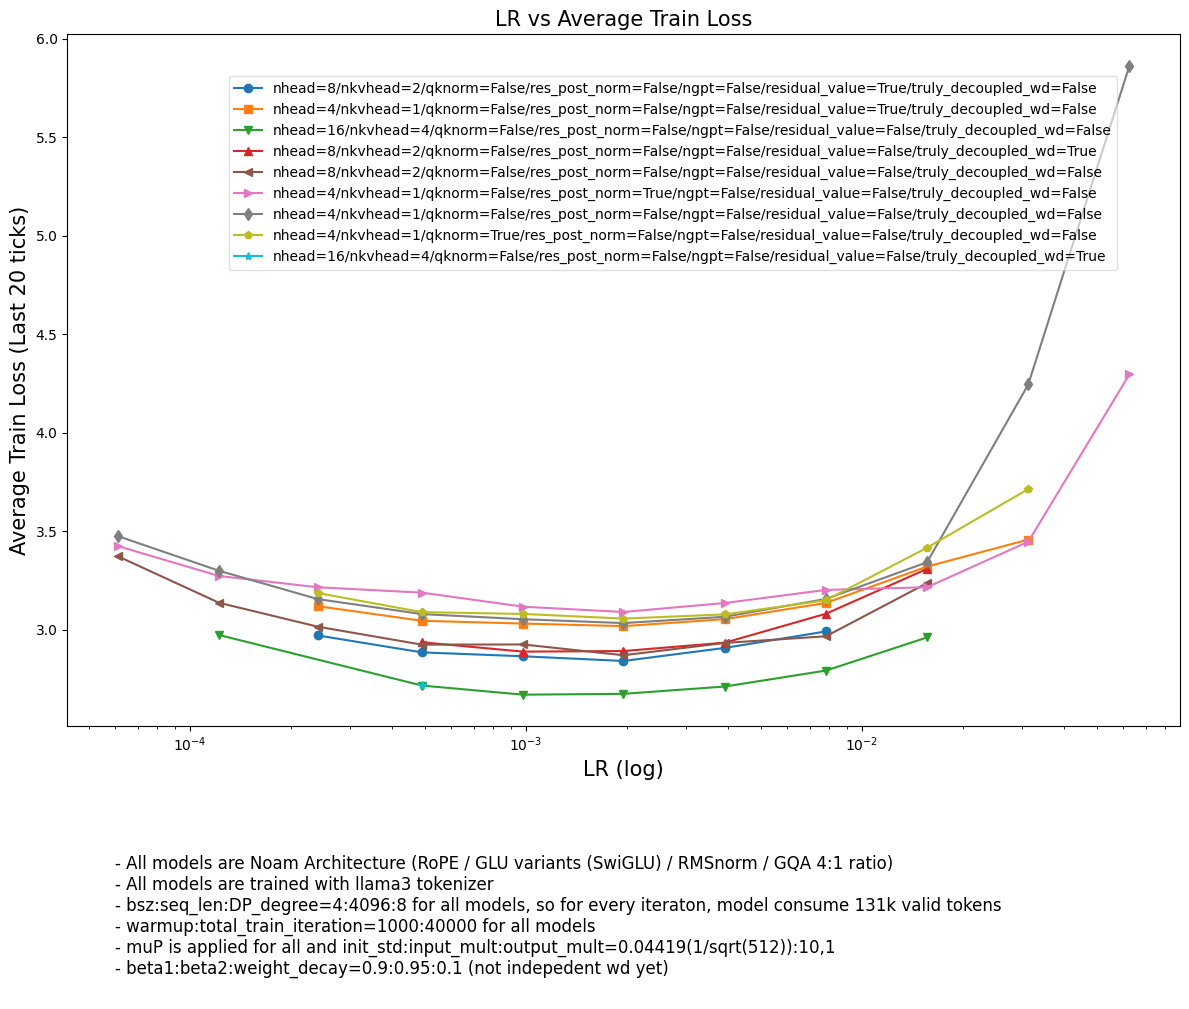 LR vs Average Train Loss
6.0
5.5
5.0
4.5
4.0
3.5
3.0
Average Train Loss (Last 20 ticks)
nhead=8/nkvhead=2/qknorm=False/res_post_norm=False/ngpt=False/residual_value=True/truly_decoupled_wd=False
nhead=4/nkvhead=1/qknorm=False/res_post_norm=False/ngpt=False/residual_value=True/truly_decoupled_wd=False
nhead=16/nkvhead=4/qknorm=False/res_post_norm=False/ngpt=False/residual_value=False/truly_decoupled_wd=False
nhead=8/nkvhead=2/qknorm=False/res_post_norm=False/ngpt=False/residual_value=False/truly_decoupled_wd=True
nhead=8/nkvhead=2/qknorm=False/res_post_norm=False/ngpt=False/residual_value=False/truly_decoupled_wd=False
nhead=4/nkvhead=1/qknorm=False/res_post_norm=True/ngpt=False/residual_value=False/truly_decoupled_wd=False
nhead=4/nkvhead=1/qknorm=False/res_post_norm=False/ngpt=False/residual_value=False/truly_decoupled_wd=False
nhead=4/nkvhead=1/qknorm=True/res_post_norm=False/ngpt=False/residual_value=False/truly_decoupled_wd=False
nhead=16/nkvhead=4/qknorm=False/res_post_norm=False/ngpt=False/residual_value=False/truly_decoupled_wd=True
10⁻⁴ 10⁻³ 10⁻²
LR (log)
- All models are Noam Architecture (RoPE / GLU variants (SwiGLU) / RMSnorm / GQA 4:1 ratio)
- All models are trained with llama3 tokenizer
- bsz:seq_len:DP_degree=4:4096:8 for all models, so for every iteraton, model consume 131k valid tokens
- warmup:total_train_iteration=1000:40000 for all models
- muP is applied for all and init_std:input_mult:output_mult=0.04419(1/sqrt(512)):10,1
- beta1:beta2:weight_decay=0.9:0.95:0.1 (not indepedent wd yet)